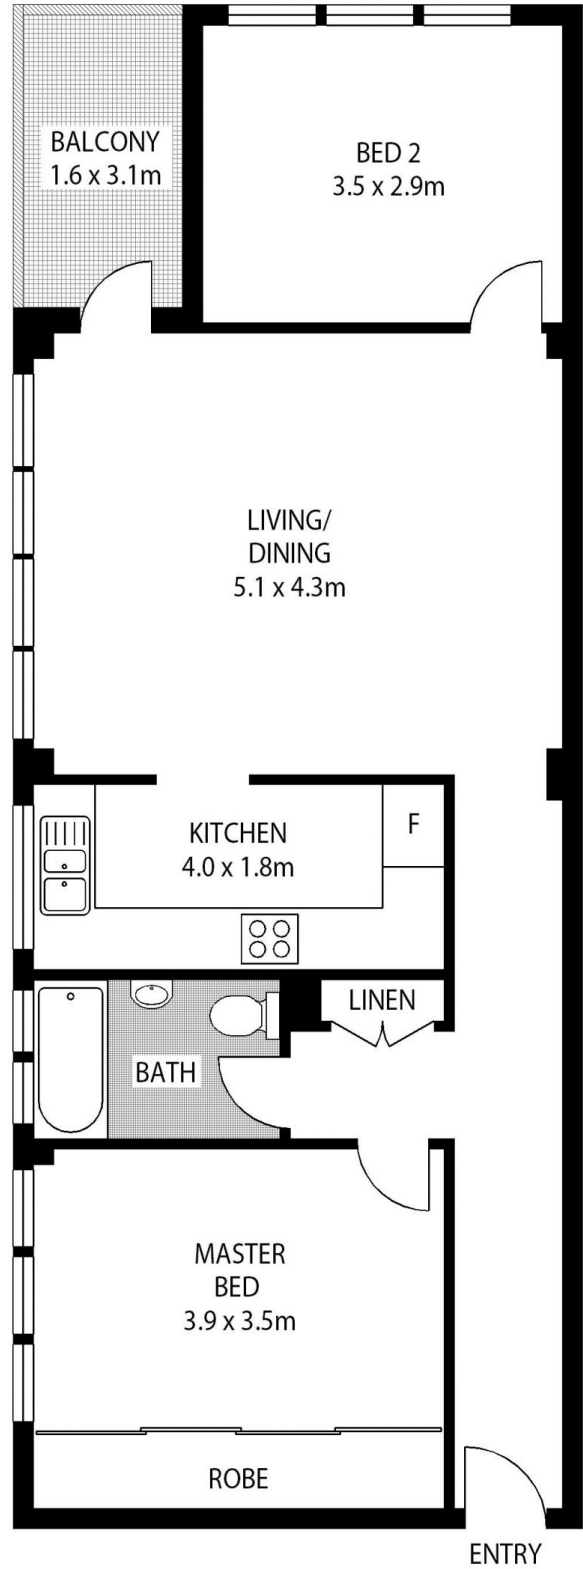 BALCONY
1.6 x 3.1m
BED 2
3.5 x 2.9m
LIVING/
DINING
5.1 x 4.3m
KITCHEN
4.0 x 1.8m
F
LINEN
BATH
MASTER
BED
3.9 x 3.5m
ROBE
ENTRY